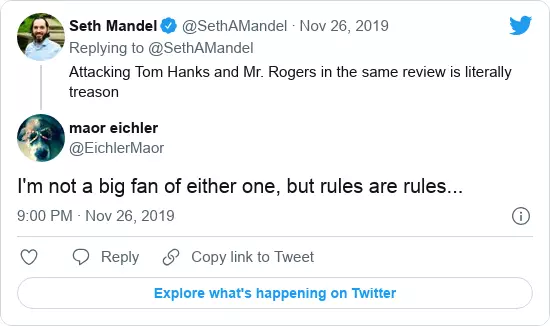 Seth Mandel @SethAMandel · Nov 26, 2019
Replying to @SethAMandel
Attacking Tom Hanks and Mr. Rogers in the same review is literally
treason
maor eichler
@EichlerMaor
I'm not a big fan of either one, but rules are rules...
9:00 PM · Nov 26, 2019
Reply
Copy link to Tweet
Explore what's happening on Twitter